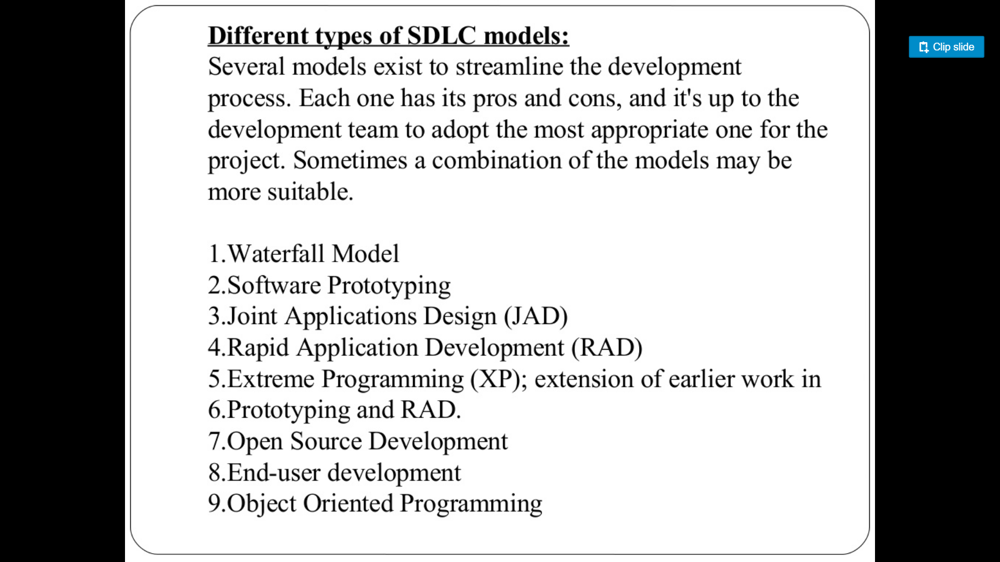 Different types of SDLC models:
Several models exist to streamline the development
process. Each one has its pros and cons, and it's up to the
development team to adopt the most appropriate one for the
project. Sometimes a combination of the models may be
more suitable.
1.Waterfall Model
2.Software Prototyping
3.Joint Applications Design (JAD)
4.Rapid Application Development (RAD)
5.Extreme Programming (XP); extension of earlier work in
6.Prototyping and RAD.
7.Open Source Development
8.End-user development
9.Object Oriented Programming
Clip slide